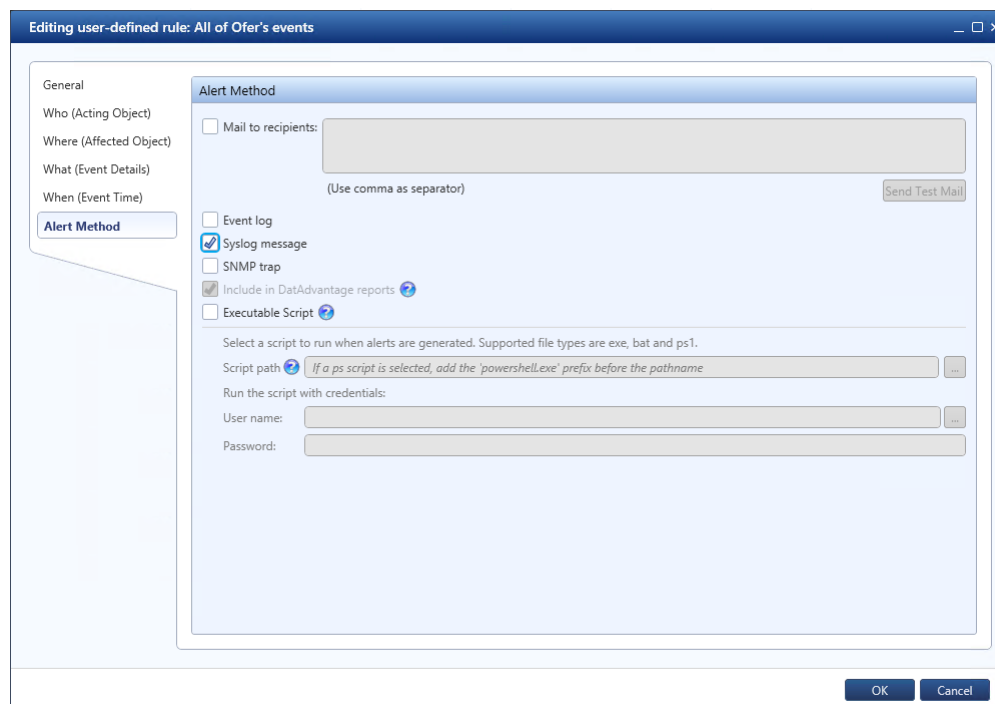 Editing user-defined rule: All of Ofer's events
General
Who (Acting Object)
Where (Affected Object)
What (Event Details)
When (Event Time)
Alert Method
Alert Method
Mail to recipients:
(Use comma as separator)
Send Test Mail
Event log
Syslog message
SNMP trap
Include in DatAdvantage reports
Executable Script
Select a script to run when alerts are generated. Supported file types are exe, bat and ps1.
Script path If a ps script is selected, add the 'powershell.exe' prefix before the pathname ...
Run the script with credentials:
User name: ...
Password:
OK Cancel